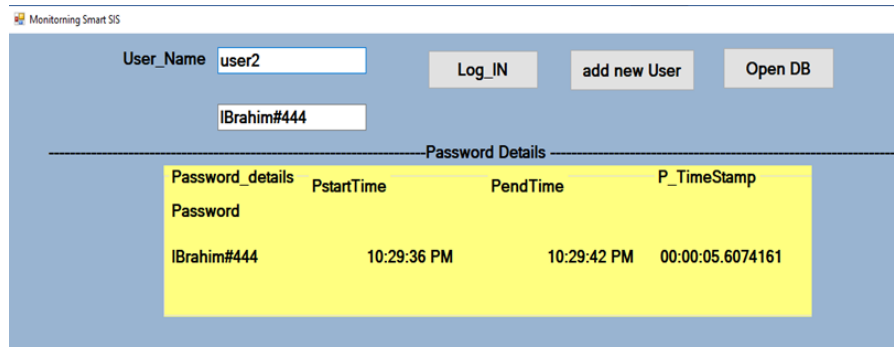 Monitorning Smart SIS
User_Name user2 Log_IN add new User Open DB
IBrahim#444
Password Details
Password_details PstartTime PendTime P_TimeStamp
Password
IBrahim#444 10:29:36 PM 10:29:42 PM 00:00:05.6074161